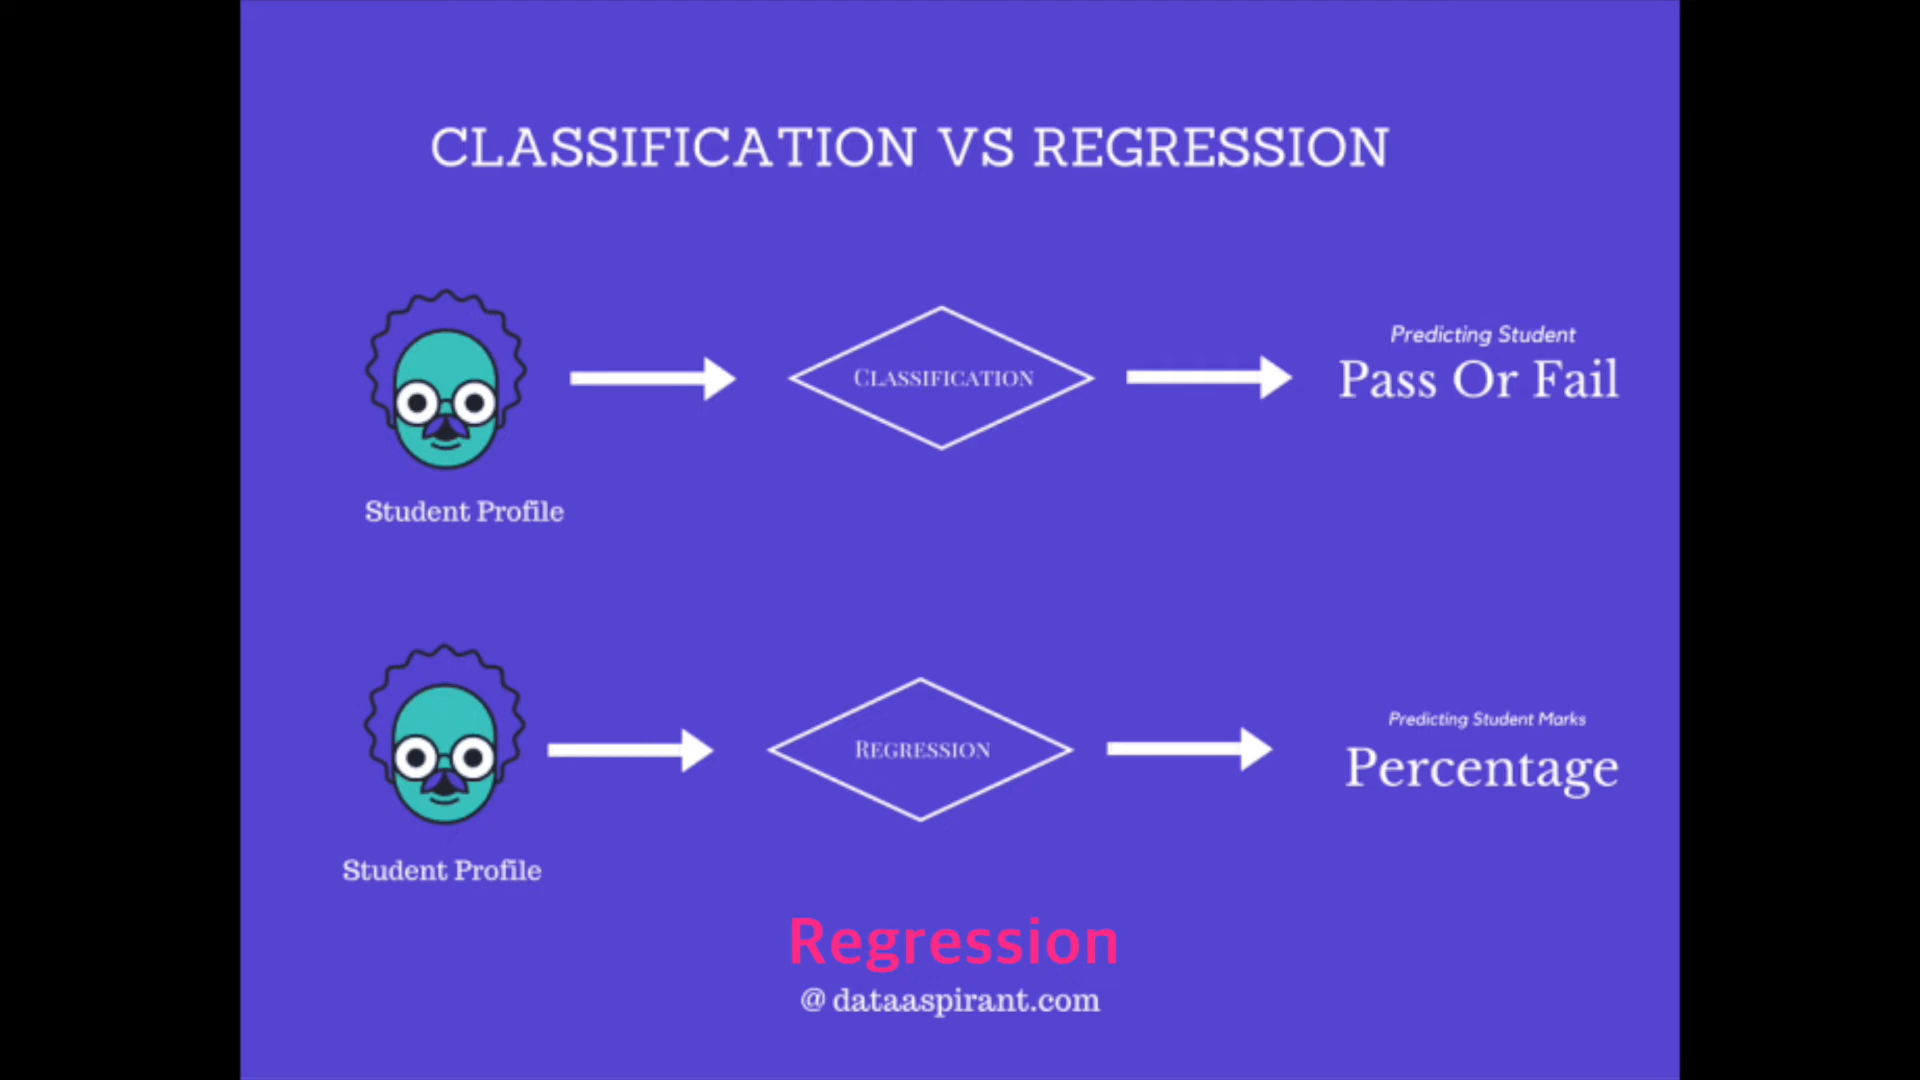 CLASSIFICATION VS REGRESSION
CLASSIFICATION
Predicting Student
Pass Or Fail
Student Profile
REGRESSION
Predicting Student Marks
Percentage
Student Profile
Regression
@ dataaspirant.com